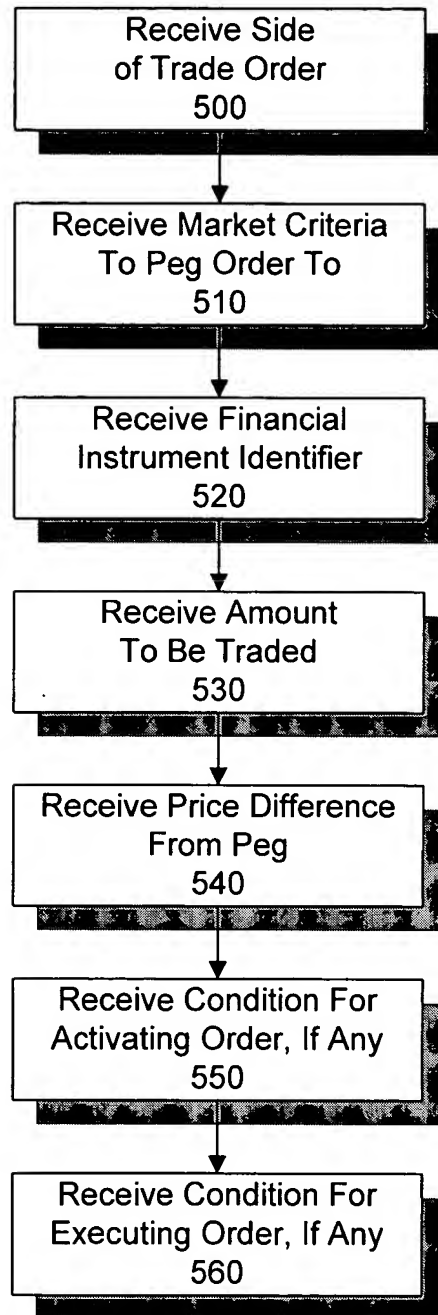 Receive Side
of Trade Order
500
Receive Market Criteria
To Peg Order To
510
Receive Financial
Instrument Identifier
520
Receive Amount
To Be Traded
530
Receive Price Difference
From Peg
540
Receive Condition For
Activating Order, If Any
550
Receive Condition For
Executing Order, If Any
560